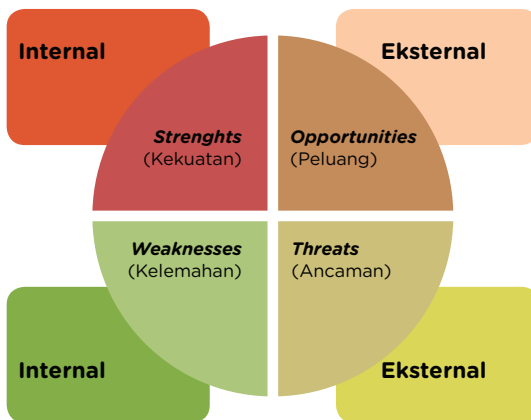 Internal
Eksternal
Strenghts
(Kekuatan)
Opportunities
(Peluang)
Weaknesses
(Kelemahan)
Threats
(Ancaman)
Internal
Eksternal